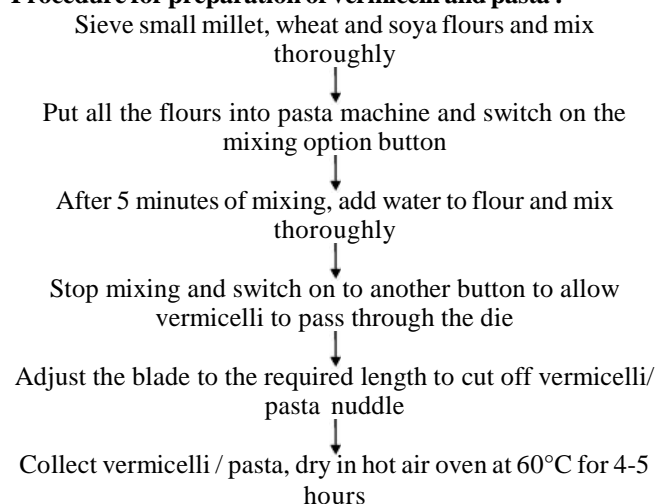 Procedure for preparation of vermicelli and pasta :
Sieve small millet, wheat and soya flours and mix
thoroughly
Put all the flours into pasta machine and switch on the
mixing option button
After 5 minutes of mixing, add water to flour and mix
thoroughly
Stop mixing and switch on to another button to allow
vermicelli to pass through the die
Adjust the blade to the required length to cut off vermicelli/
pasta nuddle
Collect vermicelli / pasta, dry in hot air oven at 60°C for 4-5
hours